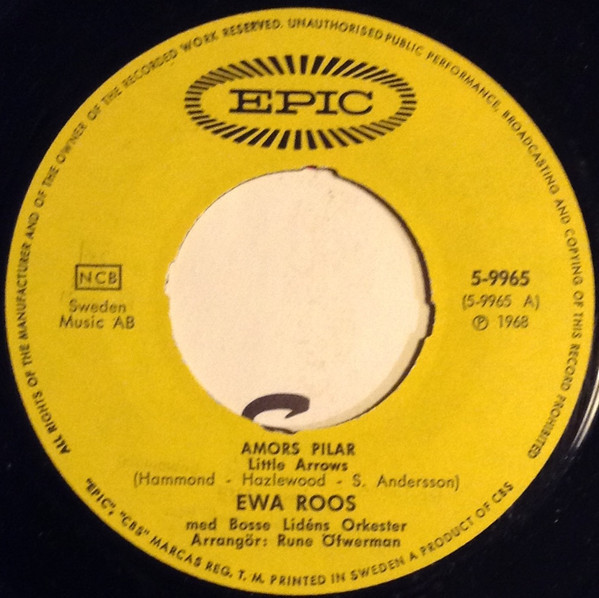 ALL RIGHTS OF THE MANUFACTURER AND OF THE OWNER OF THE RECORDED WORK RESERVED. UNAUTHORISED PUBLIC PERFORMANCE, BROADCASTING AND COPYING OF THIS RECORD PROHIBITED
EPIC
NCB
Sweden
Music AB
5-9965
(5-9965 A)
℗ 1968
AMORS PILAR
Little Arrows
(Hammond - Hazlewood - S. Andersson)
EWA ROOS
med Bosse Lidéns Orkester
Arrangör: Rune Öfwerman
"EPIC", "CBS" MARCAS REG. T. M. PRINTED IN SWEDEN A PRODUCT OF CBS